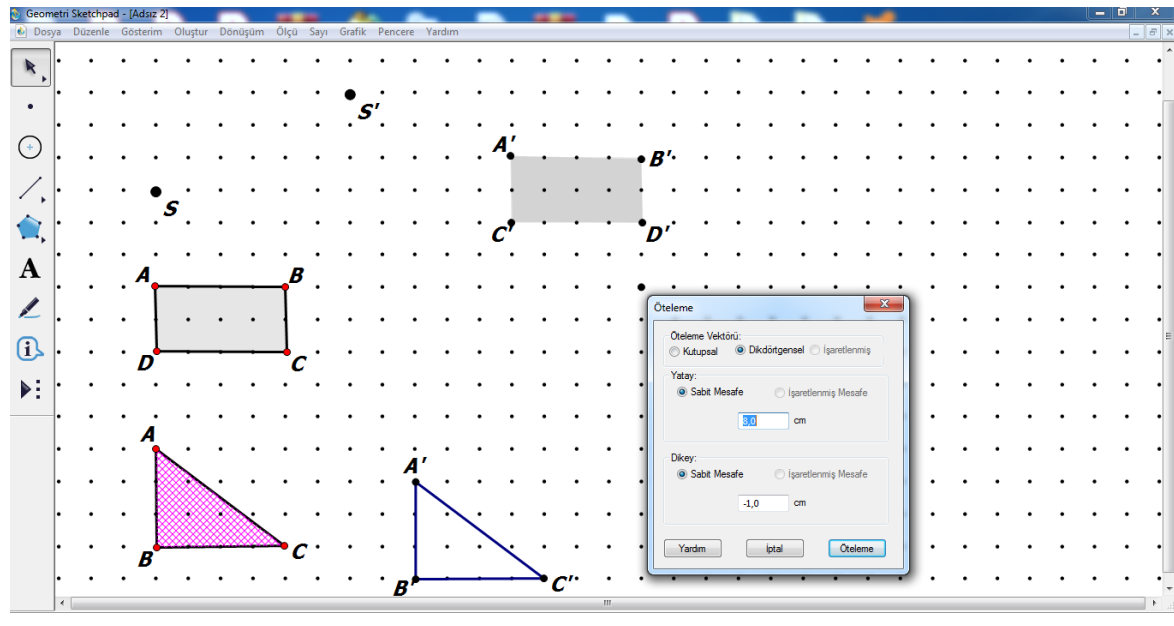 Geometri Sketchpad - [Adsız 2]
Dosya Düzenle Gösterim Oluştur Dönüşüm Ölçü Sayı Grafik Pencere Yardım
S'
A'
B'
S
C'
D'
A
B
D
C
A
A'
B
C
B'
C'
A
Öteleme
Öteleme Vektörü:
Kutupsal Dikdörtgensel İşaretlenmiş
Yatay:
Sabit Mesafe İşaretlenmiş Mesafe
8,0 cm
Dikey:
Sabit Mesafe İşaretlenmiş Mesafe
-1,0 cm
Yardım İptal Öteleme